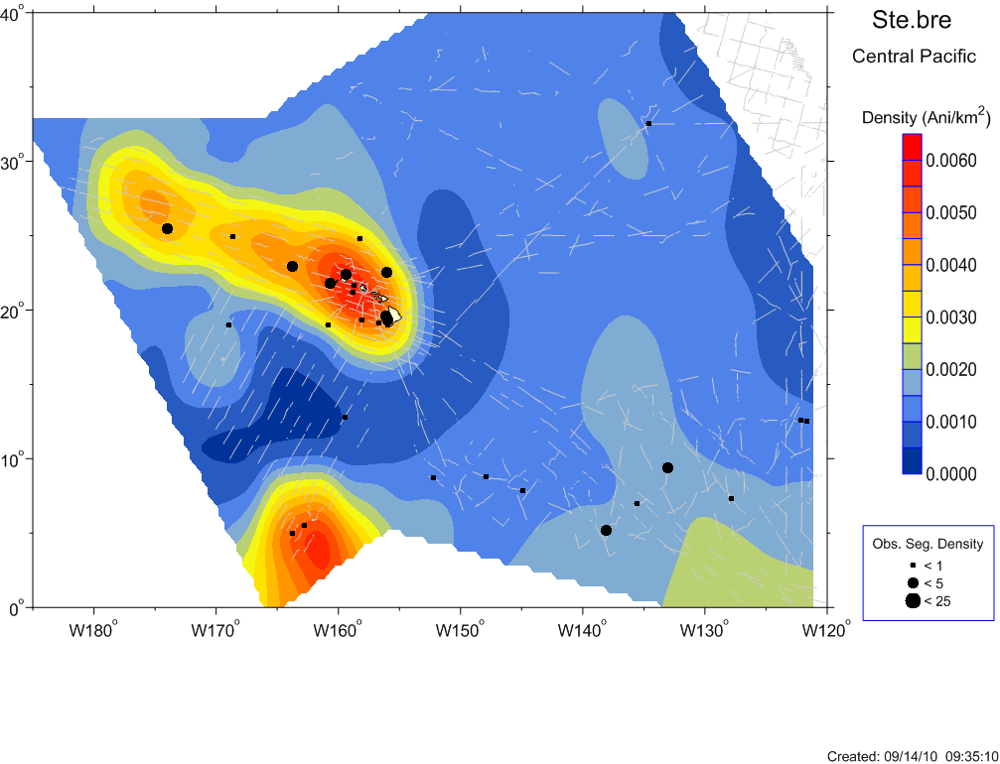 Ste.bre
Central Pacific
Density (Ani/km²)
0.0060
0.0050
0.0040
0.0030
0.0020
0.0010
0.0000
Obs. Seg. Density
< 1
< 5
< 25
40°
30°
20°
10°
0°
W180° W170° W160° W150° W140° W130° W120°
Created: 09/14/10 09:35:10